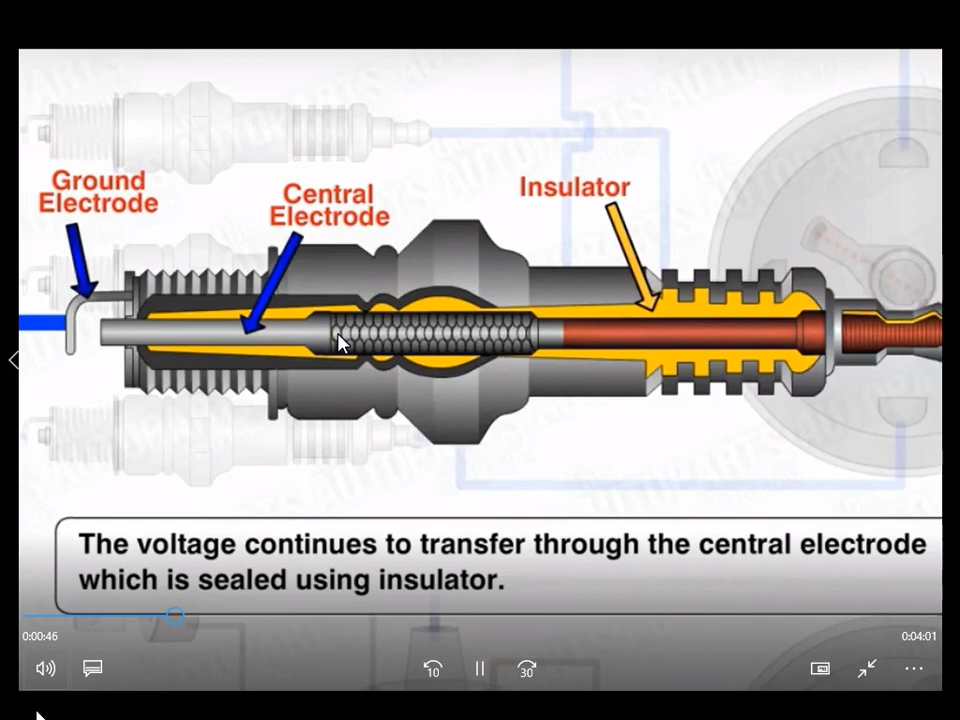 Ground
Electrode
Central
Electrode
Insulator
The voltage continues to transfer through the central electrode
which is sealed using insulator.
0:00:46
0:04:01
10
30